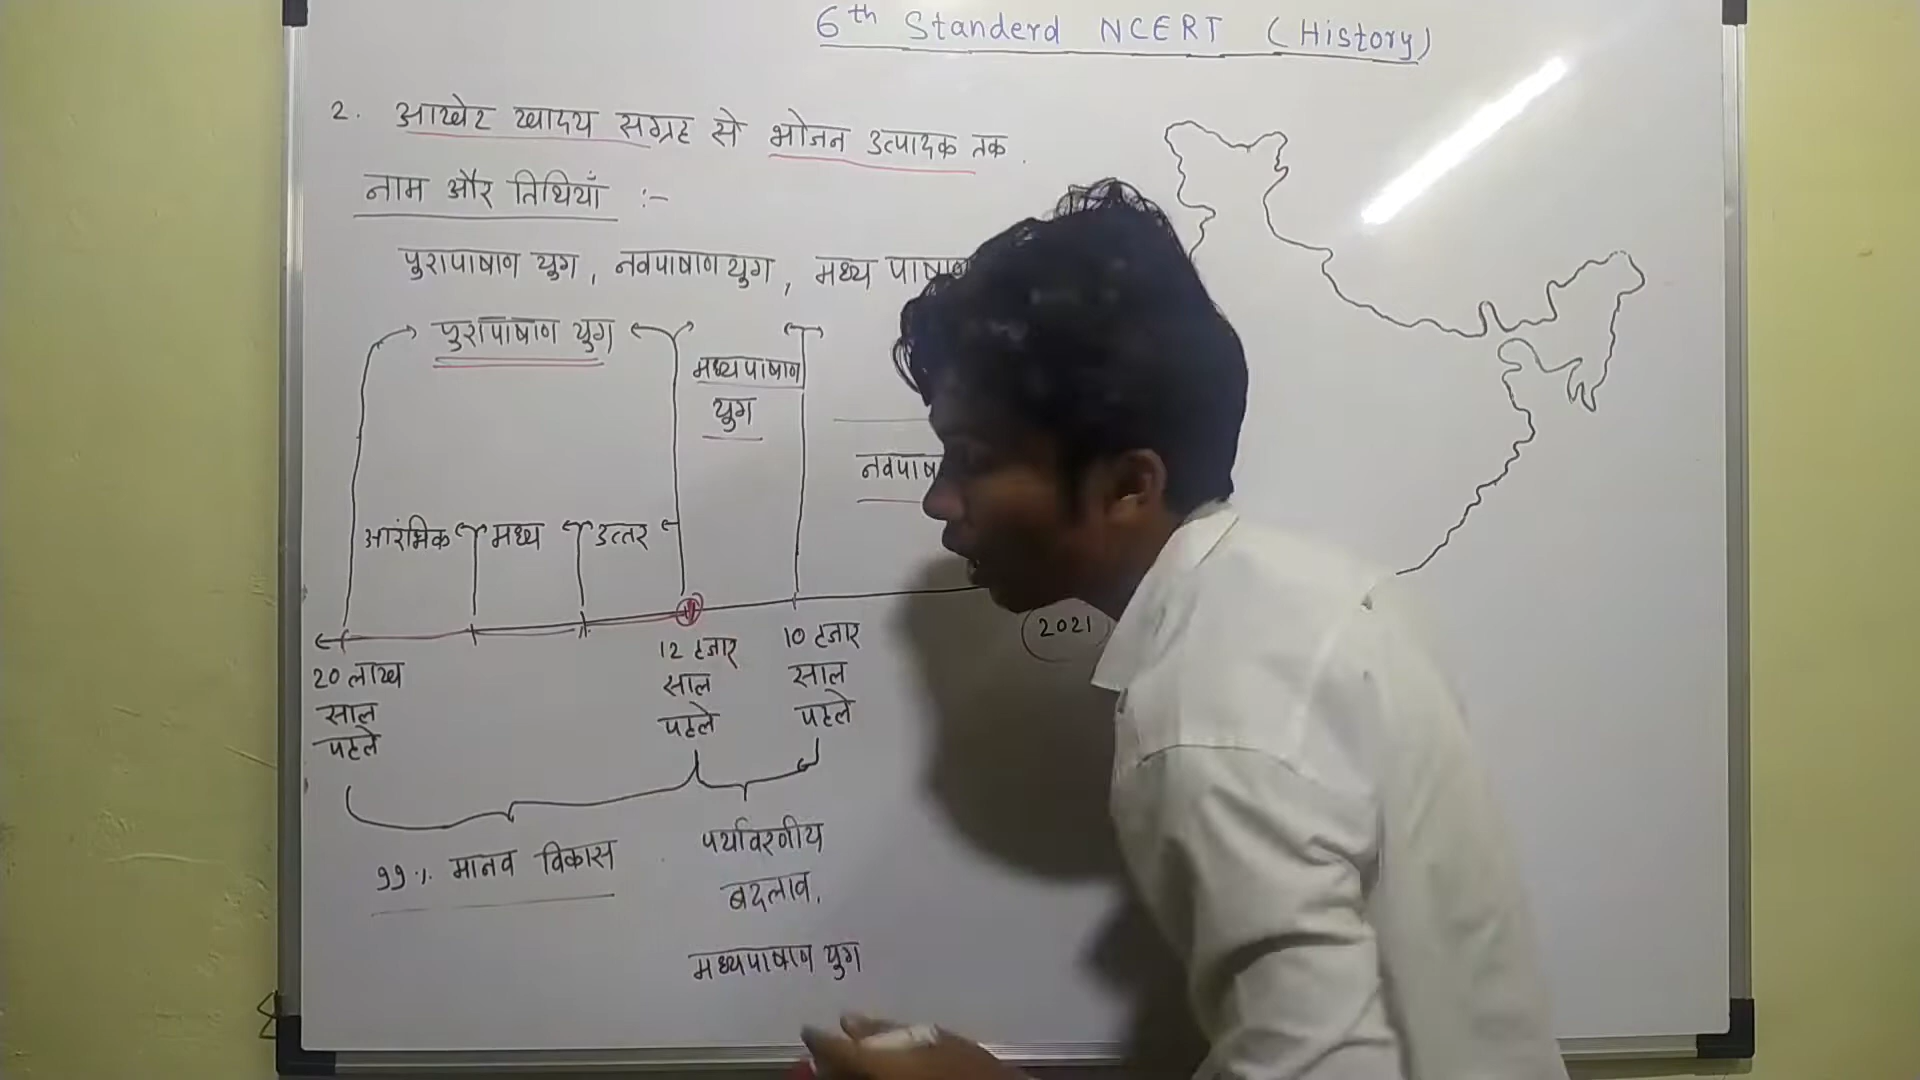 6th Standerd NCERT (History)
2. आखेट खादय सग्रह से भोजन उत्पादक तक.
नाम और तिथियाँ :-
पुरापाषाण युग, नवपाषाण युग, मध्य पाषाण
पुरापाषाण युग
मध्यपाषाण
युग
नवपाषा
आरंभिक मध्य उत्तर
20 लाख
साल
पहले
12 हजार
साल
पहले
10 हजार
साल
पहले
2021
99% मानव विकास
पर्यावरणीय
बदलाव.
मध्यपाषाण युग